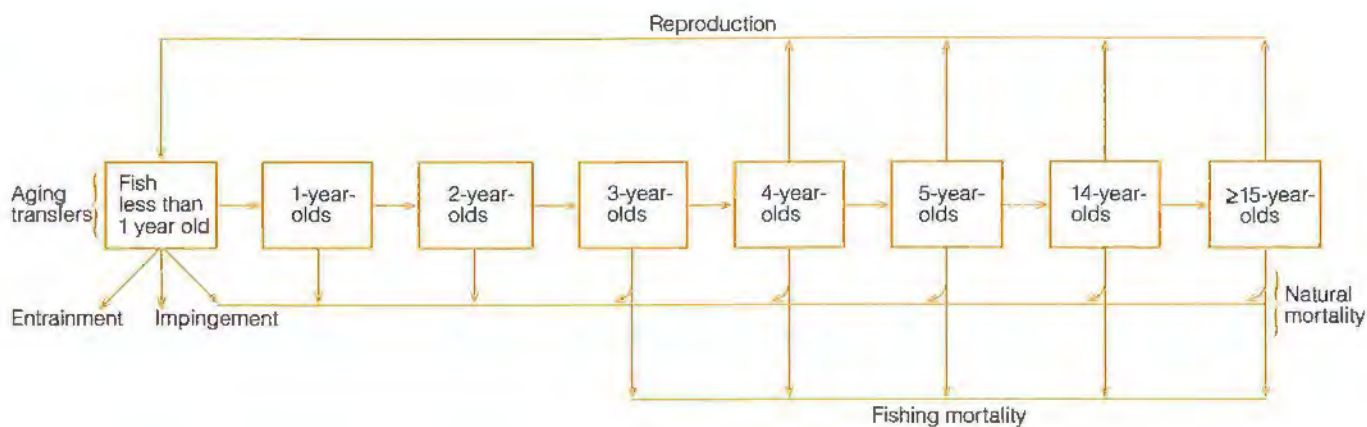 Reproduction
Aging
transfers
Fish
less than
1 year old
1-year-
olds
2-year-
olds
3-year-
olds
4-year-
olds
5-year-
olds
14-year-
olds
≥15-year-
olds
Entrainment
Impingement
Natural
mortality
Fishing mortality